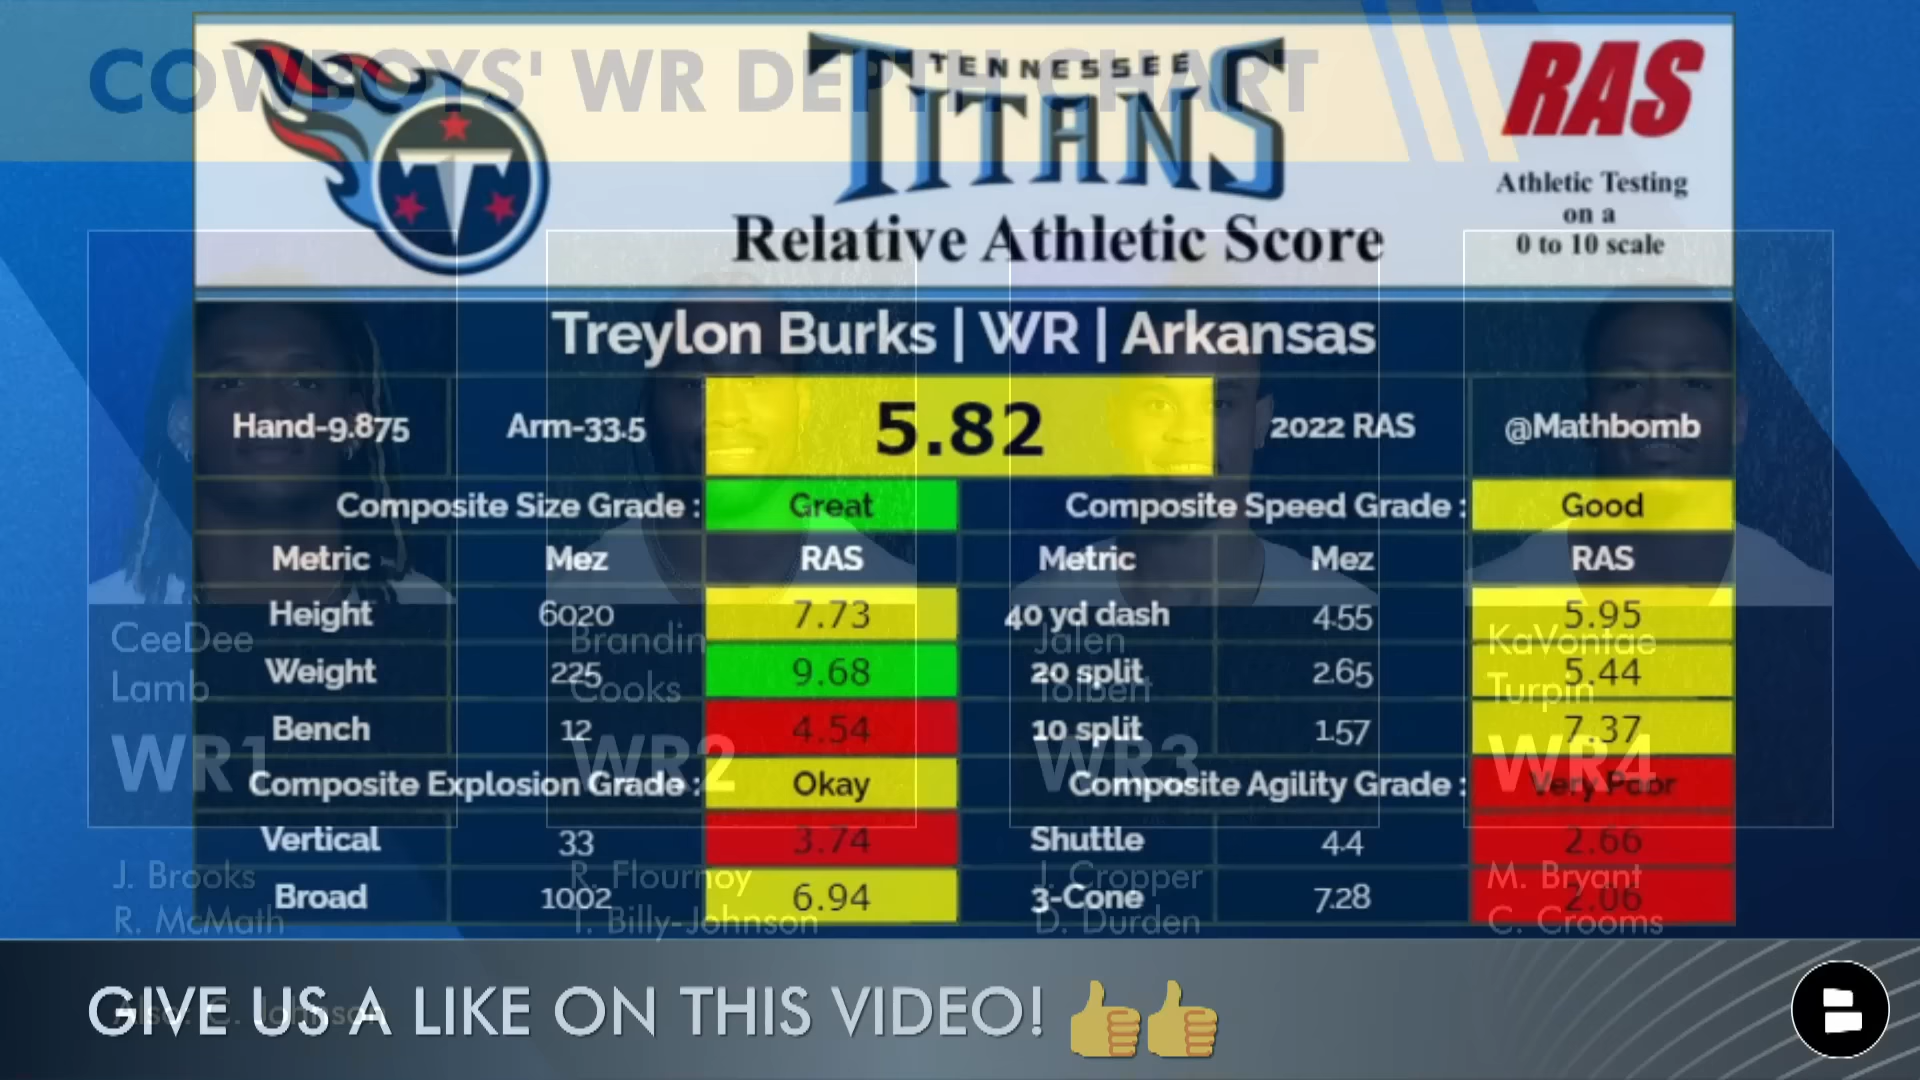 COWBOYS' WR DEPTH CHART
TENNESSEE
TITANS
RAS
Athletic Testing
on a
0 to 10 scale
Relative Athletic Score
Treylon Burks | WR | Arkansas
Hand-9.875 Arm-33.5 5.82 2022 RAS @Mathbomb
Composite Size Grade : Great Composite Speed Grade : Good
Metric Mez RAS Metric Mez RAS
Height 6020 7.73 40 yd dash 4.55 5.95
Weight 225 9.68 20 split 2.65 5.44
Bench 12 4.54 10 split 1.57 7.37
Composite Explosion Grade : Okay Composite Agility Grade : Very Poor
Vertical 33 3.74 Shuttle 4.4 2.66
Broad 1002 6.94 3-Cone 7.28 2.06
CeeDee Brandin Jalen KaVontae
Lamb Cooks Tolbert Turpin
WR1 WR2 WR3 WR4
J. Brooks R. Flournoy J. Cropper M. Bryant
R. McMath T. Billy-Johnson D. Durden C. Crooms
Also: C. Johnson
GIVE US A LIKE ON THIS VIDEO!